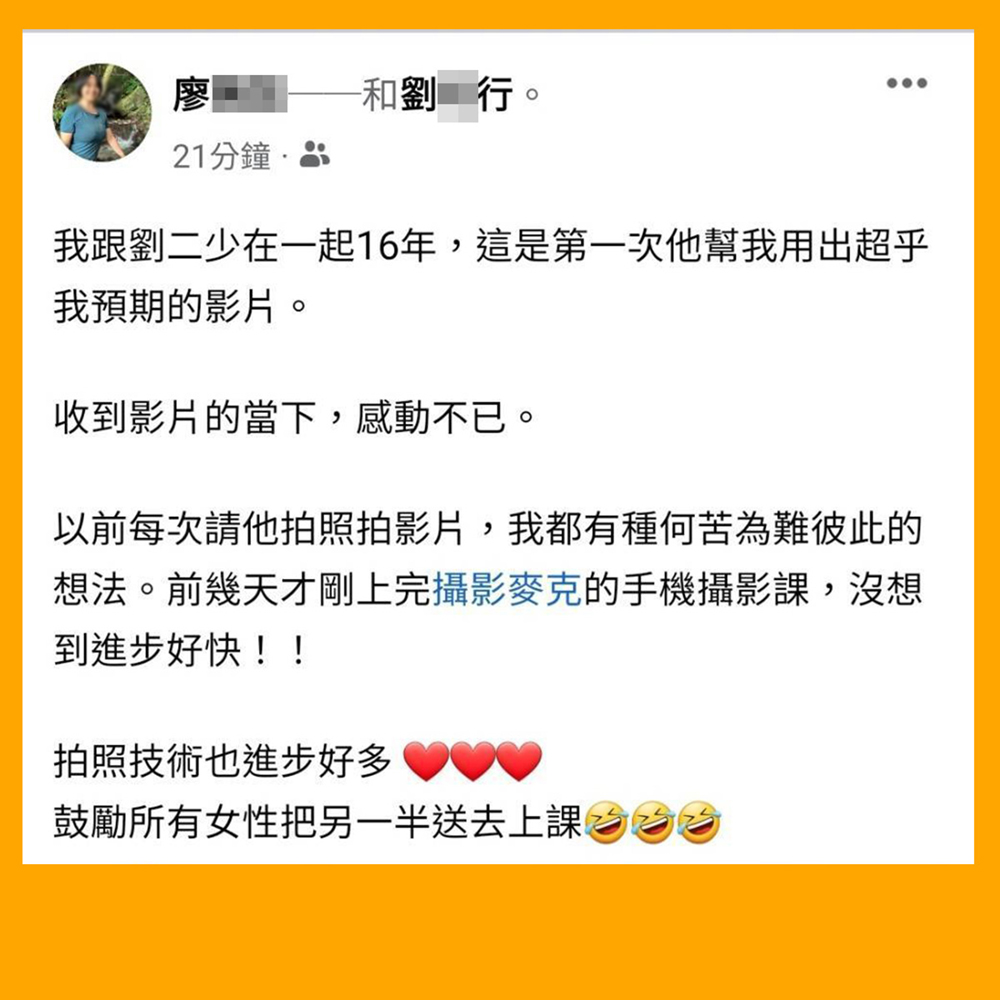 廖——和劉行。
21分鐘 ·
我跟劉二少在一起16年，這是第一次他幫我用出超乎
我預期的影片。
收到影片的當下，感動不已。
以前每次請他拍照拍影片，我都有種何苦為難彼此的
想法。前幾天才剛上完攝影麥克的手機攝影課，沒想
到進步好快！！
拍照技術也進步好多 ❤️❤️❤️
鼓勵所有女性把另一半送去上課🤣🤣🤣